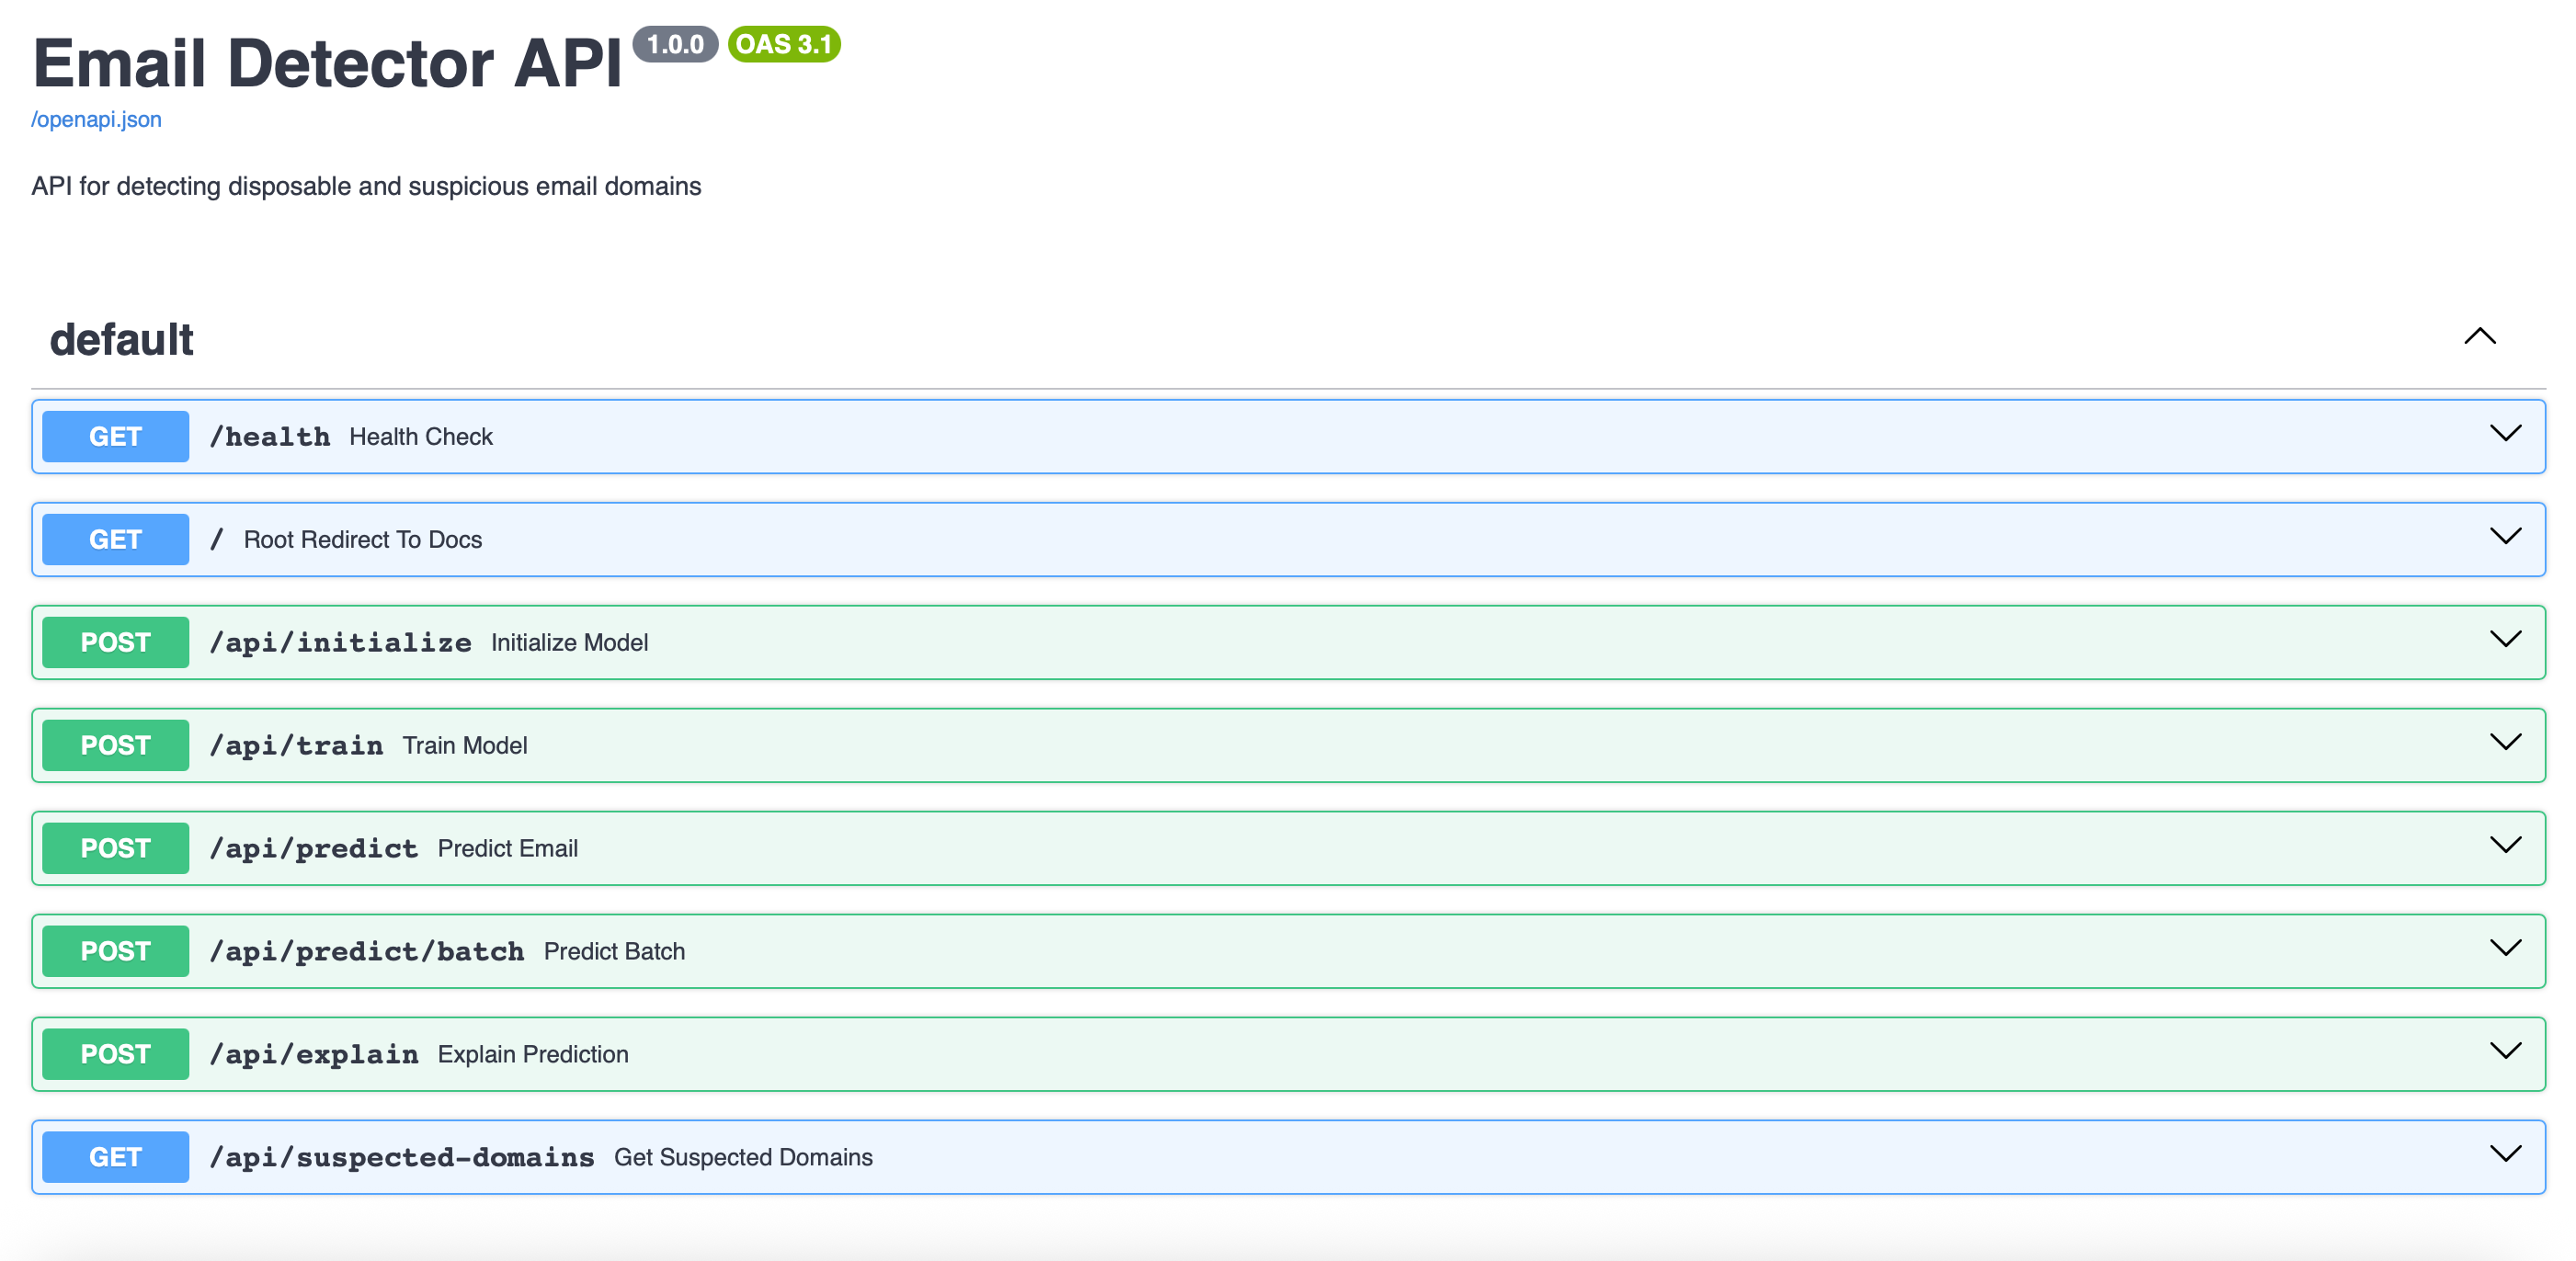 Email Detector API 1.0.0 OAS 3.1
/openapi.json
API for detecting disposable and suspicious email domains
default
GET /health Health Check
GET / Root Redirect To Docs
POST /api/initialize Initialize Model
POST /api/train Train Model
POST /api/predict Predict Email
POST /api/predict/batch Predict Batch
POST /api/explain Explain Prediction
GET /api/suspected-domains Get Suspected Domains